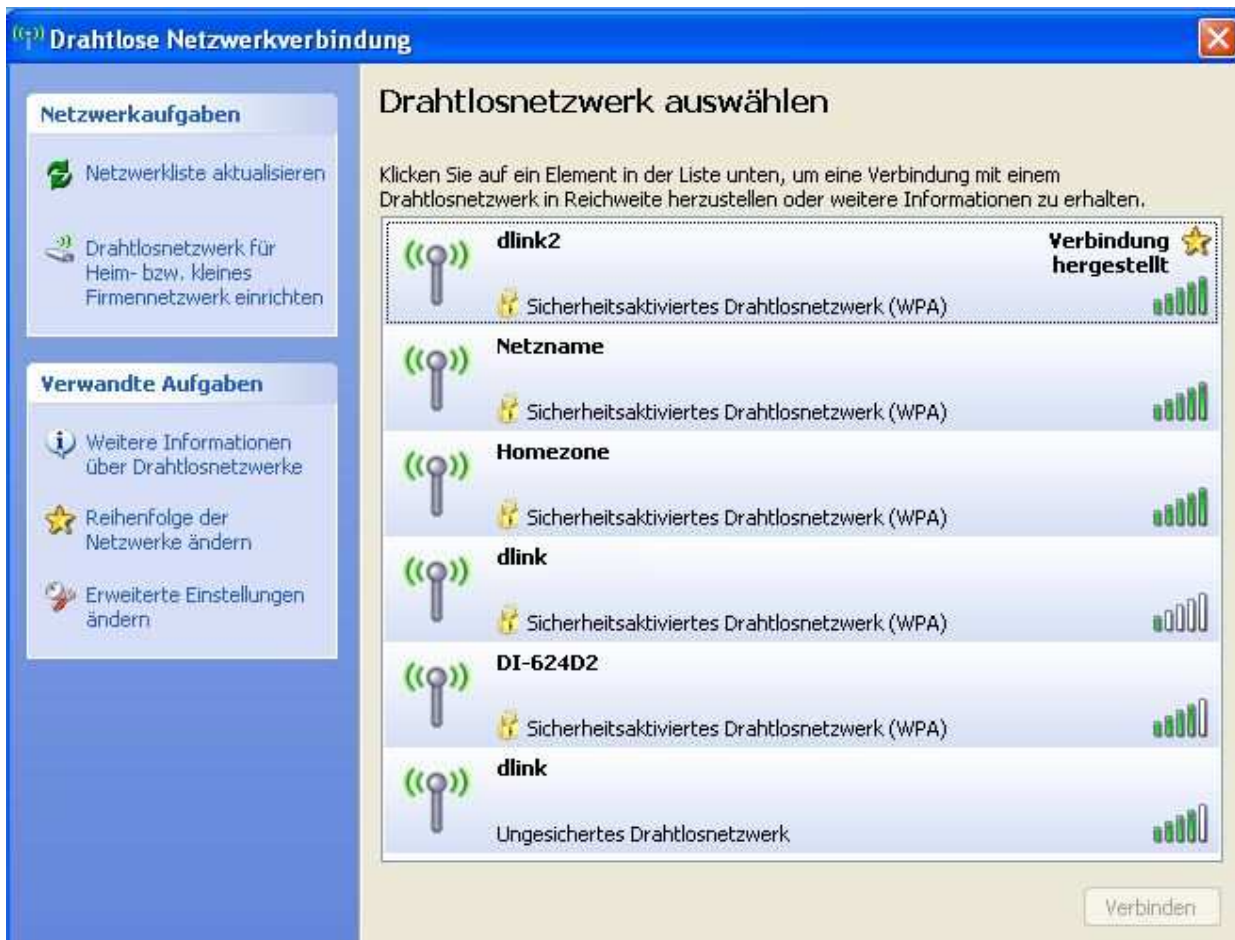 Drahtlose Netzwerkverbindung
Netzwerkaufgaben
Netzwerkliste aktualisieren
Drahtlosnetzwerk für
Heim- bzw. kleines
Firmennetzwerk einrichten
Verwandte Aufgaben
Weitere Informationen
über Drahtlosnetzwerke
Reihenfolge der
Netzwerke ändern
Erweiterte Einstellungen
ändern
Drahtlosnetzwerk auswählen
Klicken Sie auf ein Element in der Liste unten, um eine Verbindung mit einem
Drahtlosnetzwerk in Reichweite herzustellen oder weitere Informationen zu erhalten.
dlink2
Verbindung
hergestellt
Sicherheitsaktiviertes Drahtlosnetzwerk (WPA)
Netzname
Sicherheitsaktiviertes Drahtlosnetzwerk (WPA)
Homezone
Sicherheitsaktiviertes Drahtlosnetzwerk (WPA)
dlink
Sicherheitsaktiviertes Drahtlosnetzwerk (WPA)
DI-624D2
Sicherheitsaktiviertes Drahtlosnetzwerk (WPA)
dlink
Ungesichertes Drahtlosnetzwerk
Verbinden